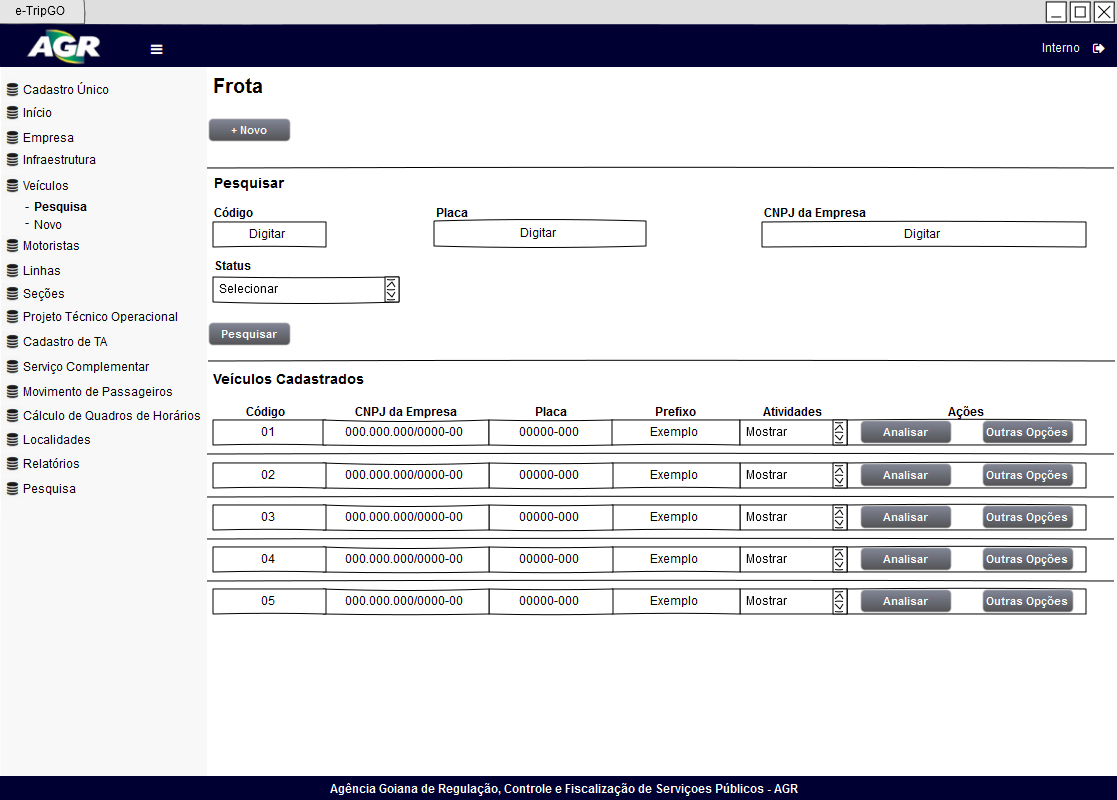 e-TripGO
AGR
Interno
Cadastro Único
Início
Empresa
Infraestrutura
Veículos
- Pesquisa
- Novo
Motoristas
Linhas
Seções
Projeto Técnico Operacional
Cadastro de TA
Serviço Complementar
Movimento de Passageiros
Cálculo de Quadros de Horários
Localidades
Relatórios
Pesquisa
Frota
+ Novo
Pesquisar
Código Placa CNPJ da Empresa
Digitar Digitar Digitar
Status
Selecionar
Pesquisar
Veículos Cadastrados
Código CNPJ da Empresa Placa Prefixo Atividades Ações
01 000.000.000/0000-00 00000-000 Exemplo Mostrar Analisar Outras Opções
02 000.000.000/0000-00 00000-000 Exemplo Mostrar Analisar Outras Opções
03 000.000.000/0000-00 00000-000 Exemplo Mostrar Analisar Outras Opções
04 000.000.000/0000-00 00000-000 Exemplo Mostrar Analisar Outras Opções
05 000.000.000/0000-00 00000-000 Exemplo Mostrar Analisar Outras Opções
Agência Goiana de Regulação, Controle e Fiscalização de Serviçoes Públicos - AGR